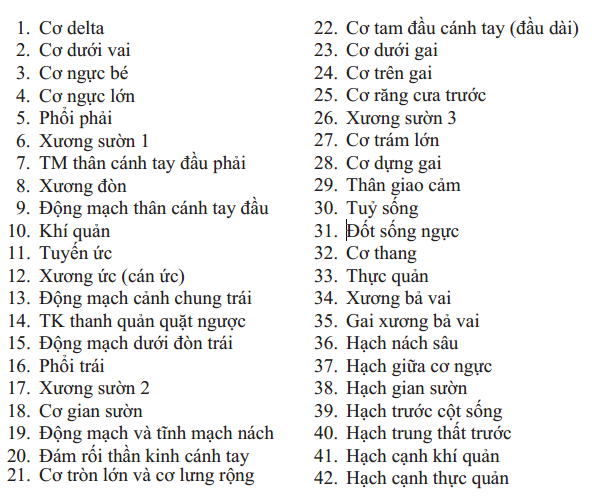 1. Cơ delta
2. Cơ dưới vai
3. Cơ ngực bé
4. Cơ ngực lớn
5. Phổi phải
6. Xương sườn 1
7. TM thân cánh tay đầu phải
8. Xương đòn
9. Động mạch thân cánh tay đầu
10. Khí quản
11. Tuyến ức
12. Xương ức (cán ức)
13. Động mạch cảnh chung trái
14. TK thanh quản quặt ngược
15. Động mạch dưới đòn trái
16. Phổi trái
17. Xương sườn 2
18. Cơ gian sườn
19. Động mạch và tĩnh mạch nách
20. Đám rối thần kinh cánh tay
21. Cơ tròn lớn và cơ lưng rộng
22. Cơ tam đầu cánh tay (đầu dài)
23. Cơ dưới gai
24. Cơ trên gai
25. Cơ răng cưa trước
26. Xương sườn 3
27. Cơ trám lớn
28. Cơ dựng gai
29. Thân giao cảm
30. Tuỷ sống
31. Đốt sống ngực
32. Cơ thang
33. Thực quản
34. Xương bả vai
35. Gai xương bả vai
36. Hạch nách sâu
37. Hạch giữa cơ ngực
38. Hạch gian sườn
39. Hạch trước cột sống
40. Hạch trung thất trước
41. Hạch cạnh khí quản
42. Hạch cạnh thực quản